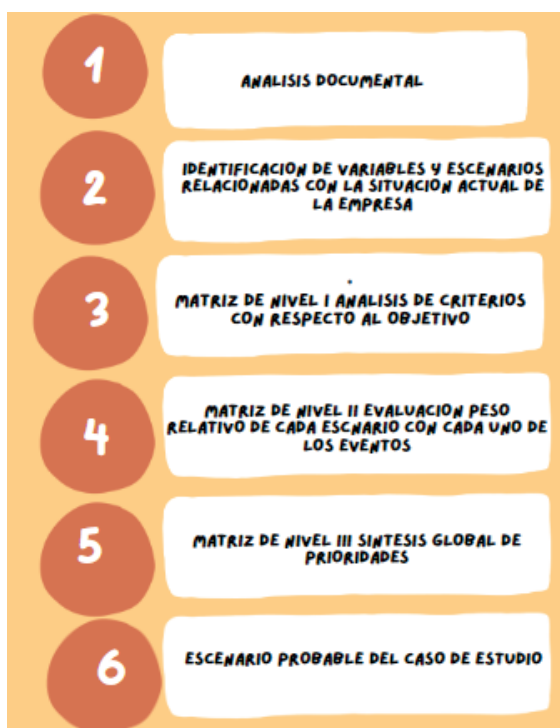 1
ANALISIS DOCUMENTAL
2
IDENTIFICACION DE VARIABLES Y ESCENARIOS
RELACIONADAS CON LA SITUACION ACTUAL DE
LA EMPRESA
3
MATRIZ DE NIVEL I ANALISIS DE CRITERIOS
CON RESPECTO AL OBJETIVO
4
MATRIZ DE NIVEL II EVALUACION PESO
RELATIVO DE CADA ESCNARIO CON CADA UNO DE
LOS EVENTOS
5
MATRIZ DE NIVEL III SINTESIS GLOBAL DE
PRIORIDADES
6
ESCENARIO PROBABLE DEL CASO DE ESTUDIO